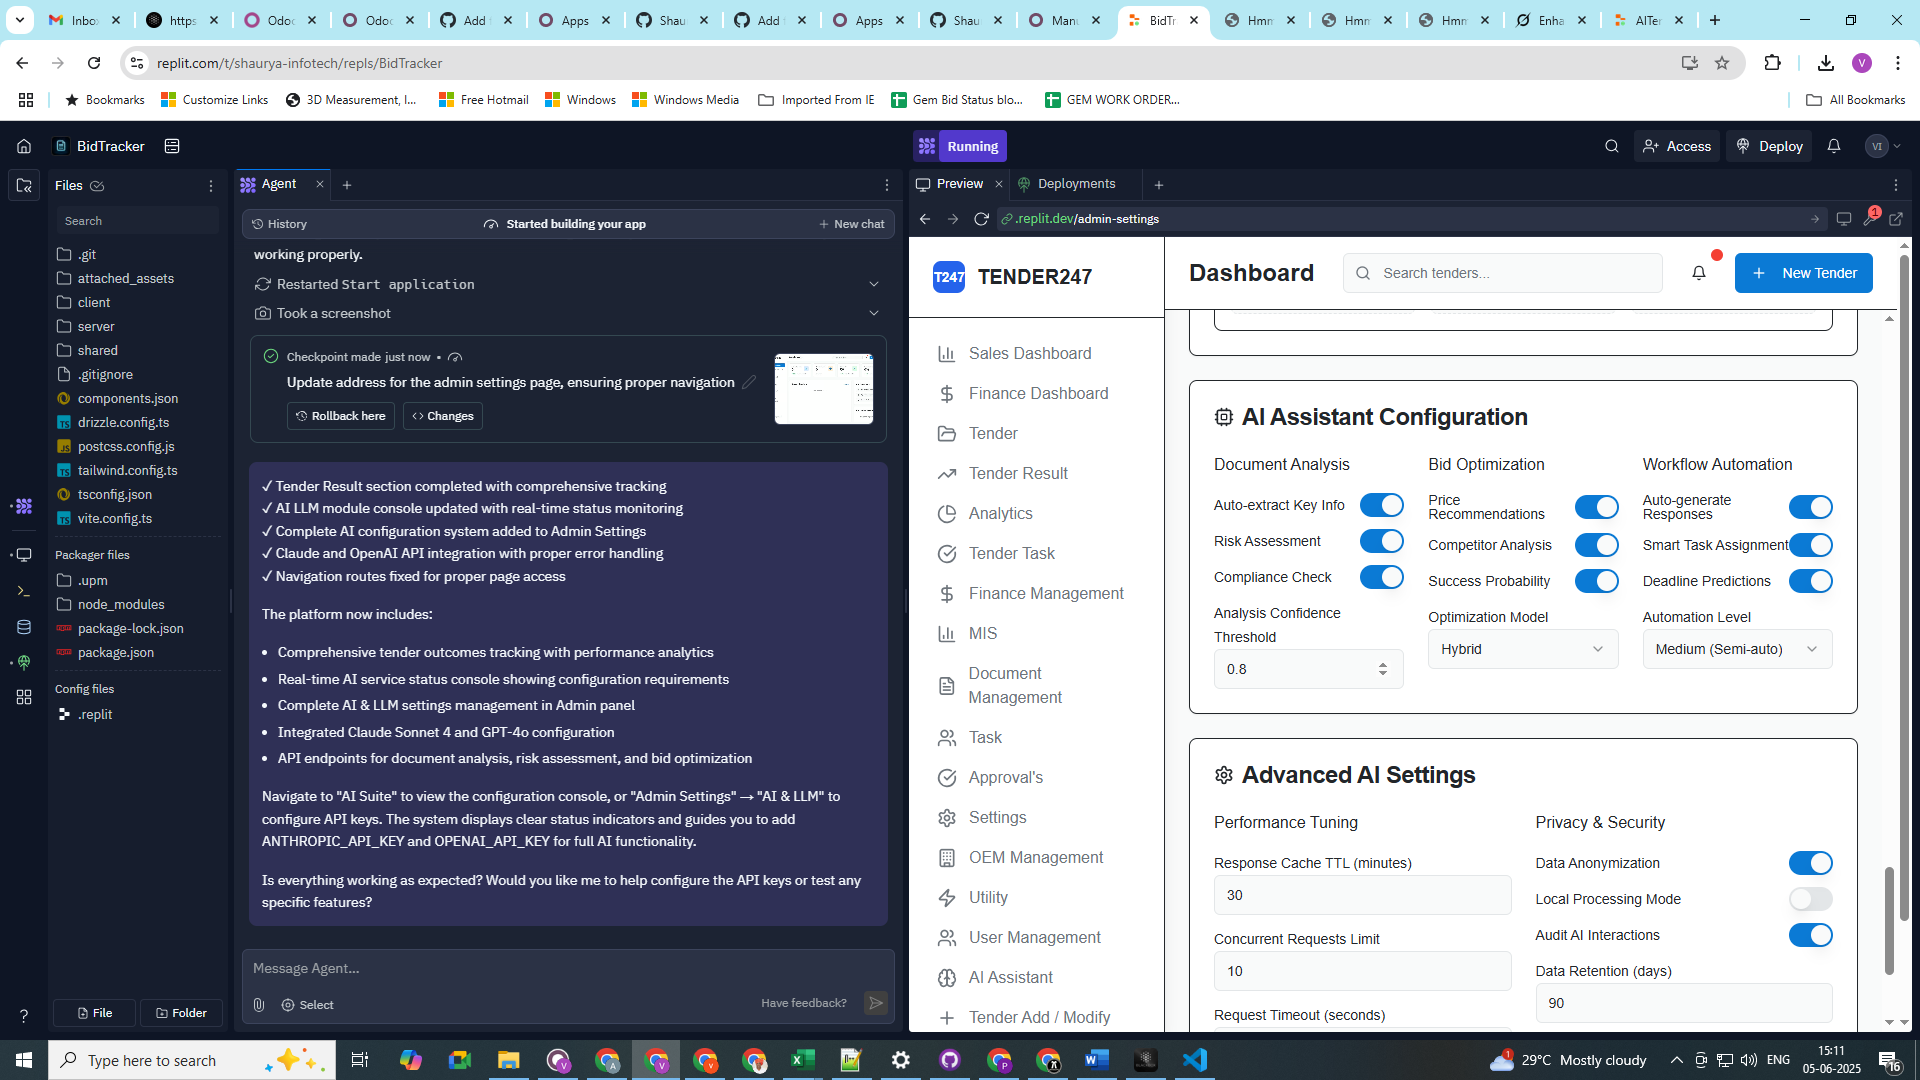 Inbo
https
Odoo
Odoo
Add
Apps
Shau
Add
Apps
Shau
Manu
BidTr
Hmm
Hmm
Hmm
Enha
AITer
replit.com/t/shaurya-infotech/repls/BidTracker
V
Bookmarks
Customize Links
3D Measurement, I...
Free Hotmail
Windows
Windows Media
Imported From IE
Gem Bid Status blo...
GEM WORK ORDER...
All Bookmarks
BidTracker
Running
Access
Deploy
VI
Files
Search
.git
attached_assets
client
server
shared
.gitignore
components.json
drizzle.config.ts
postcss.config.js
tailwind.config.ts
tsconfig.json
vite.config.ts
Packager files
.upm
node_modules
package-lock.json
package.json
Config files
.replit
File
Folder
Agent
History
Started building your app
New chat
working properly.
Restarted Start application
Took a screenshot
Checkpoint made just now •
Update address for the admin settings page, ensuring proper navigation
Rollback here
Changes
✓ Tender Result section completed with comprehensive tracking
✓ AI LLM module console updated with real-time status monitoring
✓ Complete AI configuration system added to Admin Settings
✓ Claude and OpenAI API integration with proper error handling
✓ Navigation routes fixed for proper page access
The platform now includes:
• Comprehensive tender outcomes tracking with performance analytics
• Real-time AI service status console showing configuration requirements
• Complete AI & LLM settings management in Admin panel
• Integrated Claude Sonnet 4 and GPT-4o configuration
• API endpoints for document analysis, risk assessment, and bid optimization
Navigate to "AI Suite" to view the configuration console, or "Admin Settings" → "AI & LLM" to
configure API keys. The system displays clear status indicators and guides you to add
ANTHROPIC_API_KEY and OPENAI_API_KEY for full AI functionality.
Is everything working as expected? Would you like me to help configure the API keys or test any
specific features?
Message Agent...
Select
Have feedback?
Preview
Deployments
.replit.dev/admin-settings
1
T247
TENDER247
Sales Dashboard
Finance Dashboard
Tender
Tender Result
Analytics
Tender Task
Finance Management
MIS
Document
Management
Task
Approval's
Settings
OEM Management
Utility
User Management
AI Assistant
Tender Add / Modify
Dashboard
Search tenders...
New Tender
AI Assistant Configuration
Document Analysis
Auto-extract Key Info
Risk Assessment
Compliance Check
Analysis Confidence
Threshold
0.8
Bid Optimization
Price
Recommendations
Competitor Analysis
Success Probability
Optimization Model
Hybrid
Workflow Automation
Auto-generate
Responses
Smart Task Assignment
Deadline Predictions
Automation Level
Medium (Semi-auto)
Advanced AI Settings
Performance Tuning
Response Cache TTL (minutes)
30
Concurrent Requests Limit
10
Request Timeout (seconds)
Privacy & Security
Data Anonymization
Local Processing Mode
Audit AI Interactions
Data Retention (days)
90
Type here to search
29°C Mostly cloudy
ENG
15:11
05-06-2025
16